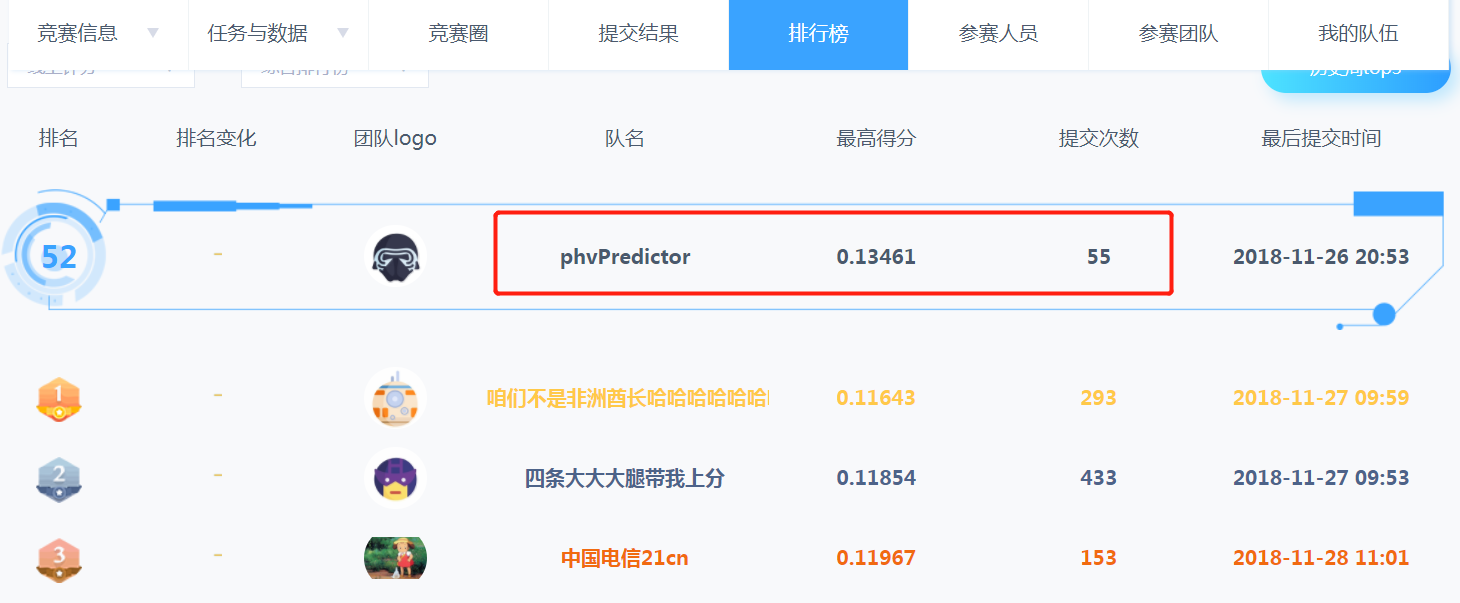 竞赛信息 任务与数据 竞赛圈 提交结果 排行榜 参赛人员 参赛团队 我的队伍
排名 排名变化 团队logo 队名 最高得分 提交次数 最后提交时间
52 - phvPredictor 0.13461 55 2018-11-26 20:53
1 - 咱们不是非洲酋长哈哈哈哈哈哈 0.11643 293 2018-11-27 09:59
2 - 四条大大大腿带我上分 0.11854 433 2018-11-27 09:53
3 - 中国电信21cn 0.11967 153 2018-11-28 11:01